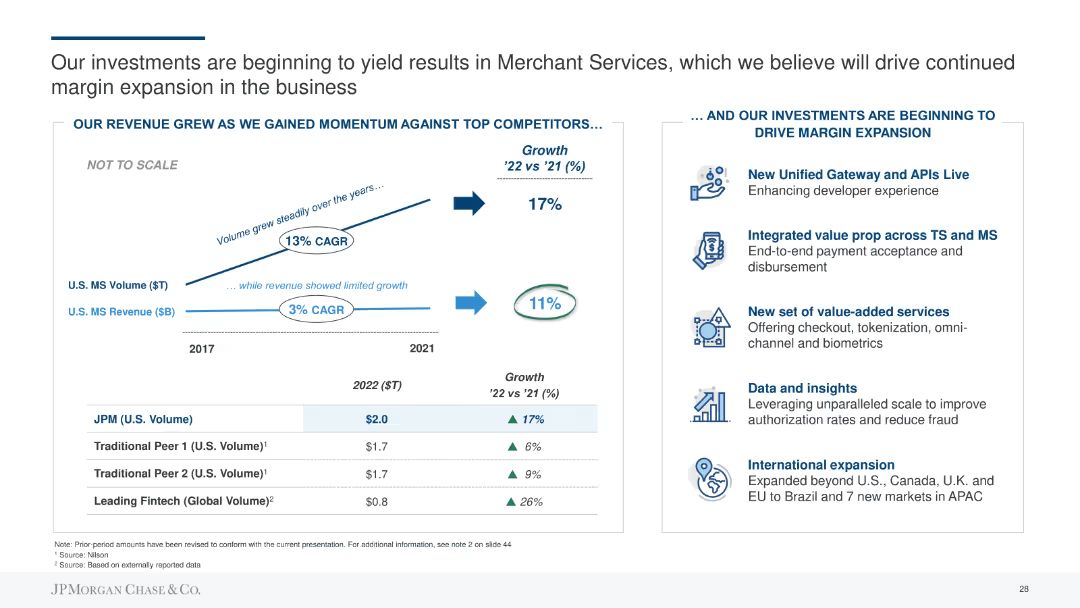 Our investments are beginning to yield results in Merchant Services, which we believe will drive continued
margin expansion in the business
OUR REVENUE GREW AS WE GAINED MOMENTUM AGAINST TOP COMPETITORS…
NOT TO SCALE
Growth
’22 vs ’21 (%)
Volume grew steadily over the years…
17%
13% CAGR
U.S. MS Volume ($T)
… while revenue showed limited growth
U.S. MS Revenue ($B)
3% CAGR
11%
2017
2021
2022 ($T)
Growth
’22 vs ’21 (%)
JPM (U.S. Volume) $2.0 ▲ 17%
Traditional Peer 1 (U.S. Volume)¹ $1.7 ▲ 6%
Traditional Peer 2 (U.S. Volume)¹ $1.7 ▲ 9%
Leading Fintech (Global Volume)² $0.8 ▲ 26%
… AND OUR INVESTMENTS ARE BEGINNING TO
DRIVE MARGIN EXPANSION
New Unified Gateway and APIs Live
Enhancing developer experience
Integrated value prop across TS and MS
End-to-end payment acceptance and
disbursement
New set of value-added services
Offering checkout, tokenization, omni-
channel and biometrics
Data and insights
Leveraging unparalleled scale to improve
authorization rates and reduce fraud
International expansion
Expanded beyond U.S., Canada, U.K. and
EU to Brazil and 7 new markets in APAC
Note: Prior-period amounts have been revised to conform with the current presentation. For additional information, see note 2 on slide 44
¹ Source: Nilson
² Source: Based on externally reported data
JPMORGAN CHASE & CO.
28